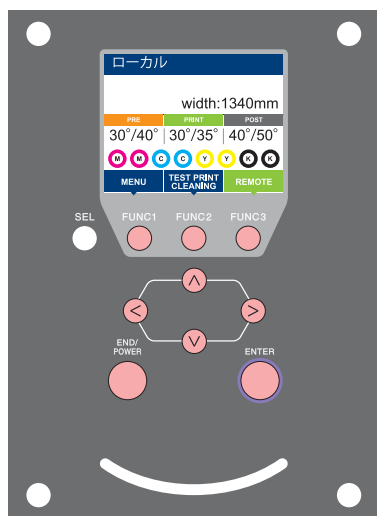 ローカル
width:1340mm
PRE PRINT POST
30°/40° 30°/35° 40°/50°
M M C C Y Y K K
MENU TEST PRINT CLEANING REMOTE
SEL FUNC1 FUNC2 FUNC3
END/
POWER
ENTER